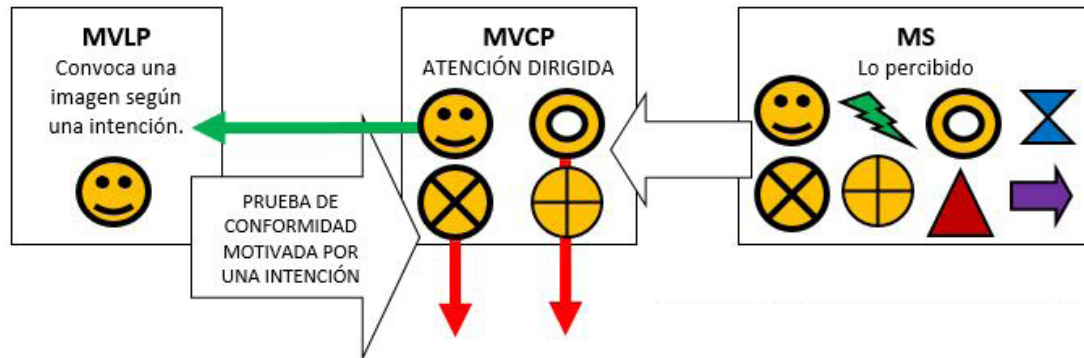 MVLP
Convoca una
imagen según
una intención.
PRUEBA DE
CONFORMIDAD
MOTIVADA POR
UNA INTENCIÓN
MVCP
ATENCIÓN DIRIGIDA
MS
Lo percibido